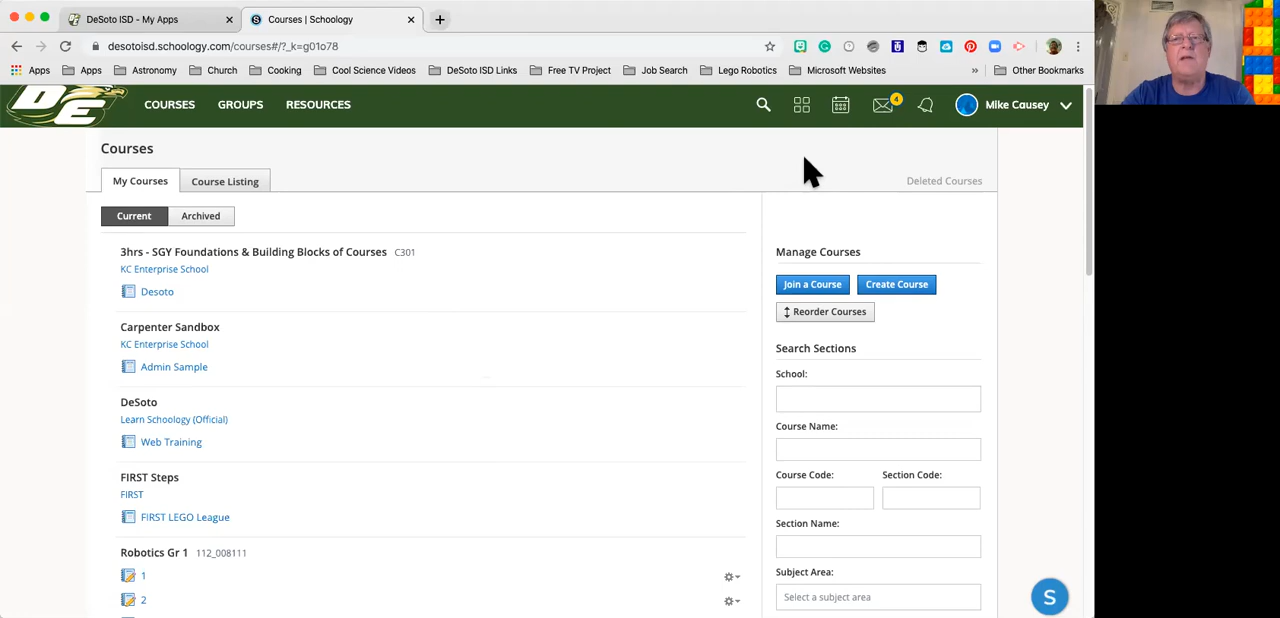 DeSoto ISD - My Apps
Courses | Schoology
desotoisd.schoology.com/courses#/?_k=g01o78
Apps Apps Astronomy Church Cooking Cool Science Videos DeSoto ISD Links Free TV Project Job Search Lego Robotics Microsoft Websites » Other Bookmarks
DE COURSES GROUPS RESOURCES 4 Mike Causey
Courses
My Courses Course Listing Deleted Courses
Current Archived
3hrs - SGY Foundations & Building Blocks of Courses C301
KC Enterprise School
Desoto
Carpenter Sandbox
KC Enterprise School
Admin Sample
DeSoto
Learn Schoology (Official)
Web Training
FIRST Steps
FIRST
FIRST LEGO League
Robotics Gr 1 112_008111
1
2
Manage Courses
Join a Course Create Course
Reorder Courses
Search Sections
School:
Course Name:
Course Code: Section Code:
Section Name:
Subject Area:
Select a subject area
S